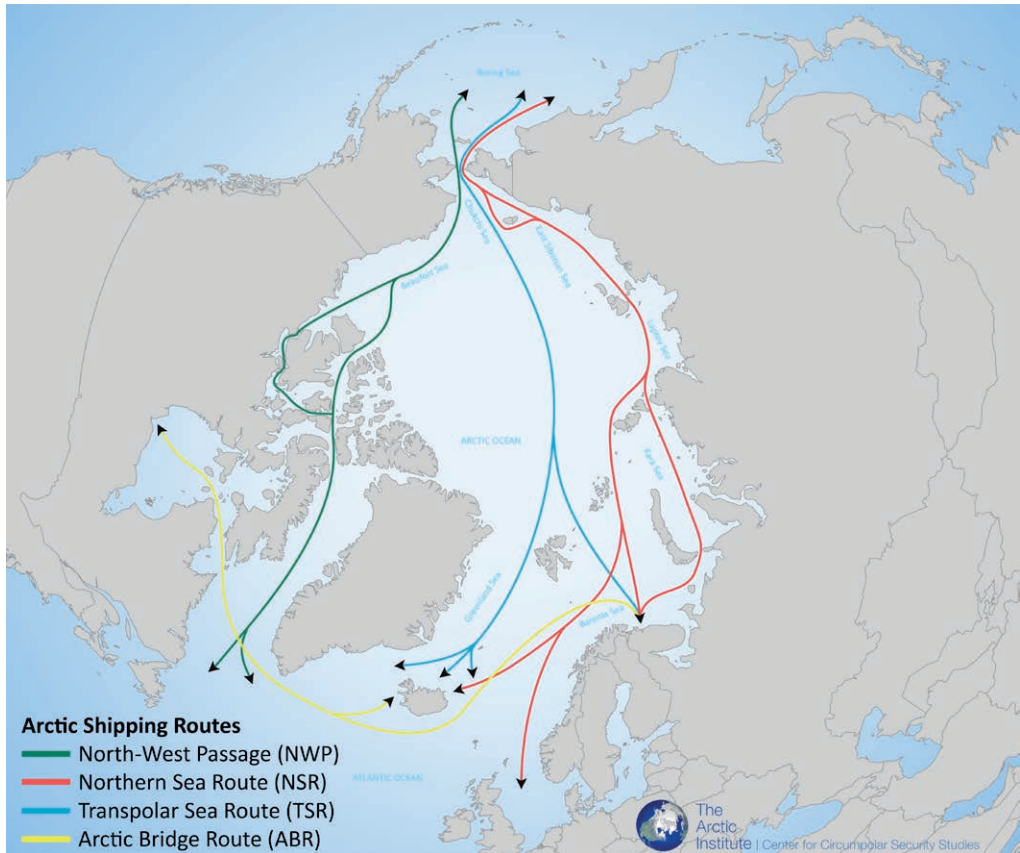 Bering Sea
Chukchi Sea
East Siberian Sea
Beaufort Sea
Laptev Sea
ARCTIC OCEAN
Kara Sea
Greenland Sea
Barents Sea
ATLANTIC OCEAN
Arctic Shipping Routes
North-West Passage (NWP)
Northern Sea Route (NSR)
Transpolar Sea Route (TSR)
Arctic Bridge Route (ABR)
The
Arctic
Institute | Center for Circumpolar Security Studies